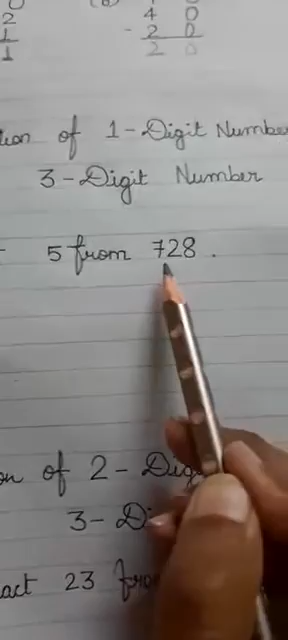 2 4 0
1 - 2 0
1 2 0
of 1-Digit Number
3-Digit Number
5 from 728.
of 2-
3-
23